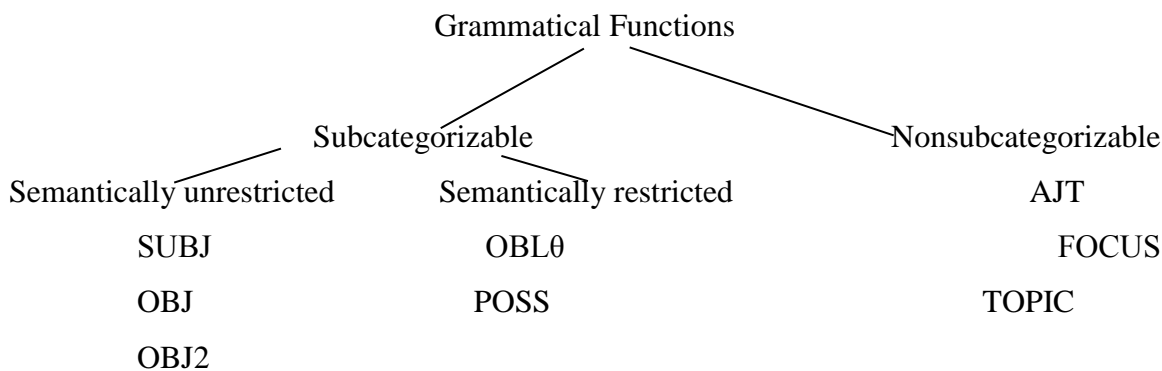 Grammatical Functions
Subcategorizable Nonsubcategorizable
Semantically unrestricted Semantically restricted AJT
SUBJ OBLθ FOCUS
OBJ POSS TOPIC
OBJ2